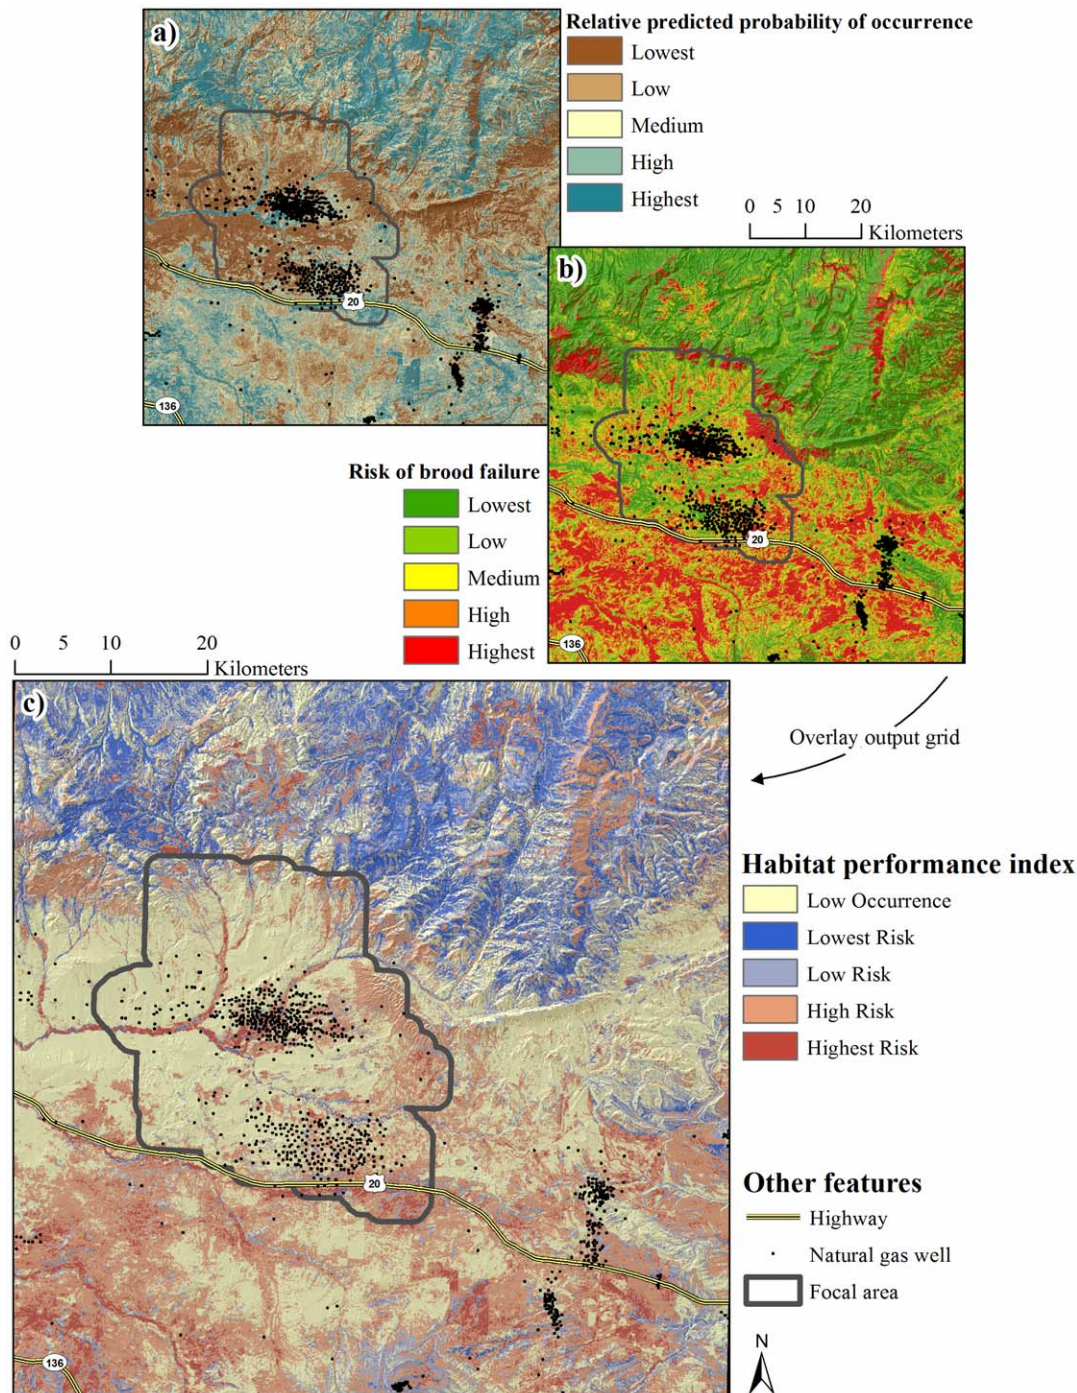 a)
20
136
Relative predicted probability of occurrence
Lowest
Low
Medium
High
Highest
0 5 10 20
Kilometers
b)
20
136
Risk of brood failure
Lowest
Low
Medium
High
Highest
0 5 10 20
Kilometers
c)
20
136
Overlay output grid
Habitat performance index
Low Occurrence
Lowest Risk
Low Risk
High Risk
Highest Risk
Other features
Highway
Natural gas well
Focal area
N